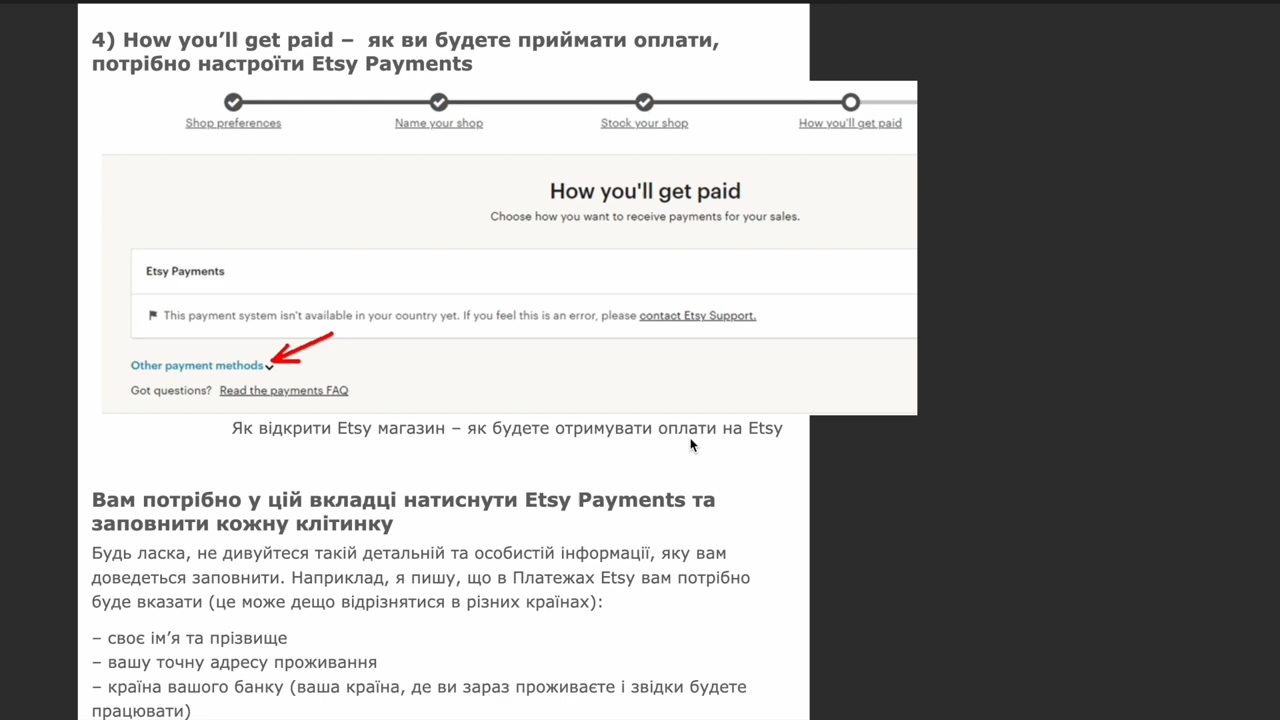 4) How you’ll get paid –  як ви будете приймати оплати,
потрібно настроїти Etsy Payments
Shop preferences
Name your shop
Stock your shop
How you'll get paid
How you'll get paid
Choose how you want to receive payments for your sales.
Etsy Payments
This payment system isn't available in your country yet. If you feel this is an error, please contact Etsy Support.
Other payment methods
Got questions? Read the payments FAQ
Як відкрити Etsy магазин – як будете отримувати оплати на Etsy
Вам потрібно у цій вкладці натиснути Etsy Payments та
заповнити кожну клітинку
Будь ласка, не дивуйтеся такій детальній та особистій інформації, яку вам
доведеться заповнити. Наприклад, я пишу, що в Платежах Etsy вам потрібно
буде вказати (це може дещо відрізнятися в різних країнах):
– своє ім’я та прізвище
– вашу точну адресу проживання
– країна вашого банку (ваша країна, де ви зараз проживаєте і звідки будете
працювати)